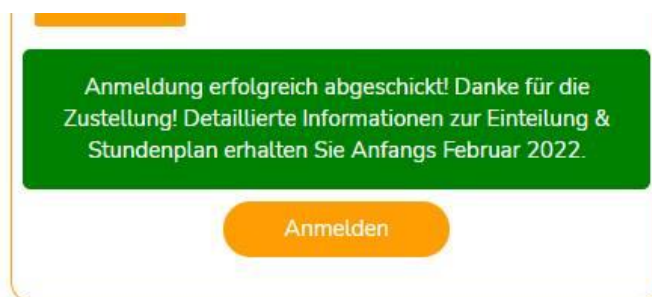 Anmeldung erfolgreich abgeschickt! Danke für die
Zustellung! Detaillierte Informationen zur Einteilung &
Stundenplan erhalten Sie Anfangs Februar 2022.
Anmelden